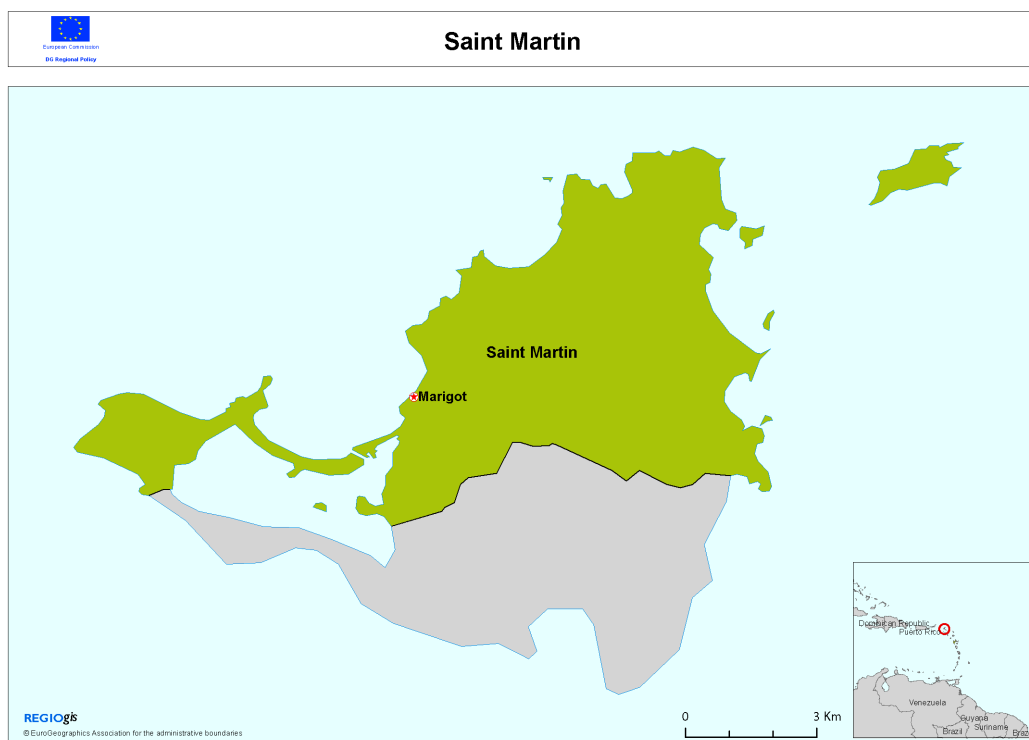 European Commission
DG Regional Policy
Saint Martin
Saint Martin
Marigot
Dominican Republic
Puerto Rico
Venezuela
Guyana
Suriname
Brazil
0 3 Km
REGIOgis
© EuroGeographics Association for the administrative boundaries